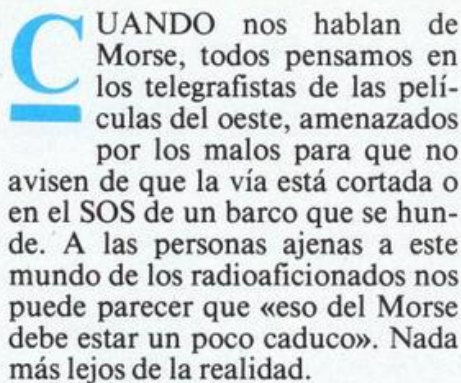 CUANDO nos hablan de
Morse, todos pensamos en
los telegrafistas de las pelí-
culas del oeste, amenazados
por los malos para que no
avisen de que la vía está cortada o
en el SOS de un barco que se hun-
de. A las personas ajenas a este
mundo de los radioaficionados nos
puede parecer que «eso del Morse
debe estar un poco caduco». Nada
más lejos de la realidad.